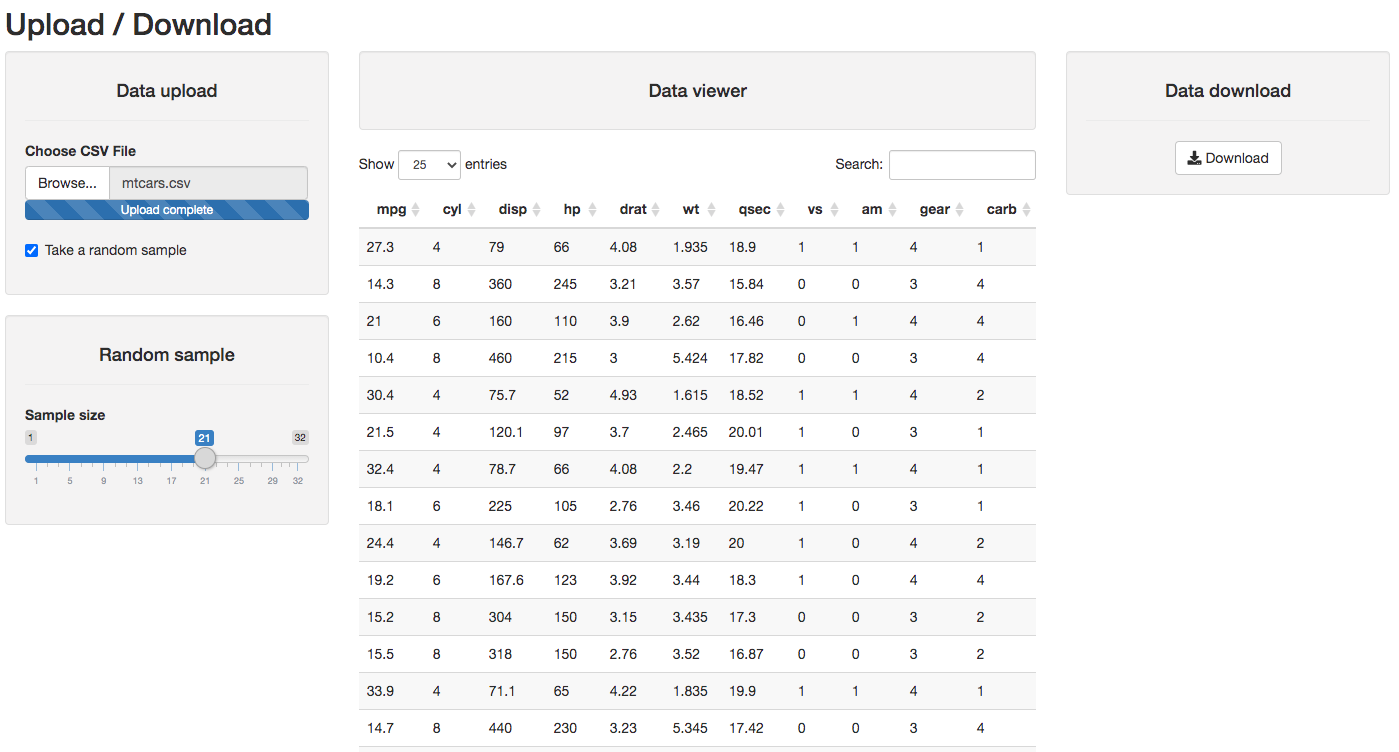 Upload / Download
Data upload
Choose CSV File
Browse... mtcars.csv
Upload complete
Take a random sample
Random sample
Sample size
1 21 32
1 5 9 13 17 21 25 29 32
Data viewer
Show 25 entries Search:
mpg cyl disp hp drat wt qsec vs am gear carb
27.3 4 79 66 4.08 1.935 18.9 1 1 4 1
14.3 8 360 245 3.21 3.57 15.84 0 0 3 4
21 6 160 110 3.9 2.62 16.46 0 1 4 4
10.4 8 460 215 3 5.424 17.82 0 0 3 4
30.4 4 75.7 52 4.93 1.615 18.52 1 1 4 2
21.5 4 120.1 97 3.7 2.465 20.01 1 0 3 1
32.4 4 78.7 66 4.08 2.2 19.47 1 1 4 1
18.1 6 225 105 2.76 3.46 20.22 1 0 3 1
24.4 4 146.7 62 3.69 3.19 20 1 0 4 2
19.2 6 167.6 123 3.92 3.44 18.3 1 0 4 4
15.2 8 304 150 3.15 3.435 17.3 0 0 3 2
15.5 8 318 150 2.76 3.52 16.87 0 0 3 2
33.9 4 71.1 65 4.22 1.835 19.9 1 1 4 1
14.7 8 440 230 3.23 5.345 17.42 0 0 3 4
Data download
Download